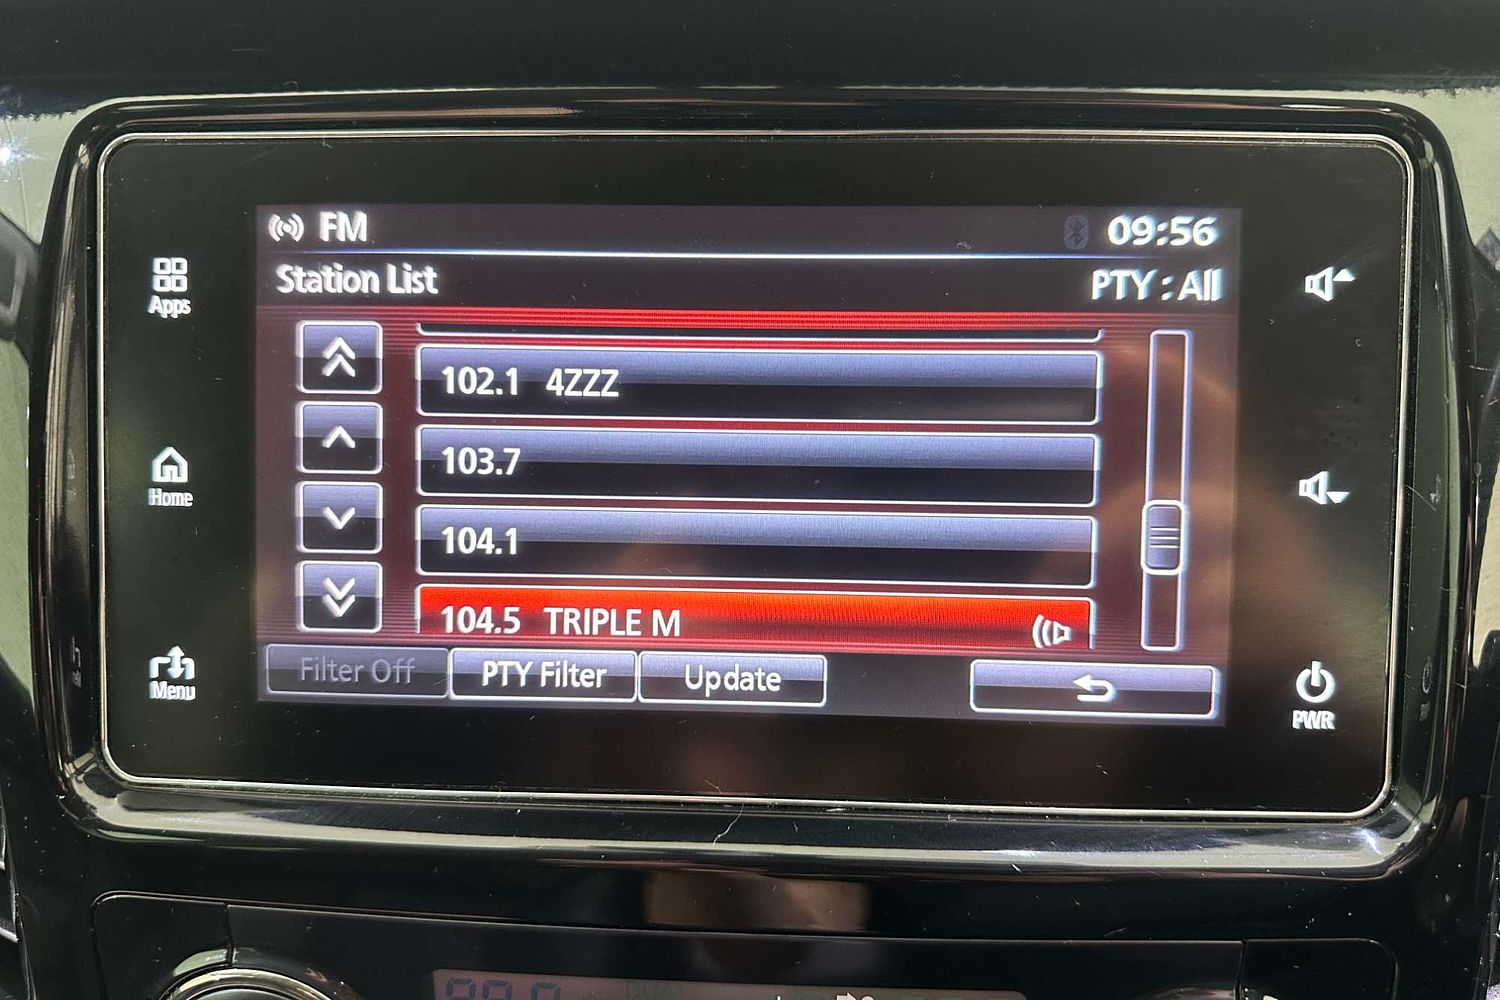 FM
09:56
Station List
PTY : All
Apps
102.1 4ZZZ
103.7
Home
104.1
104.5 TRIPLE M
Filter Off
PTY Filter
Update
Menu
PWR